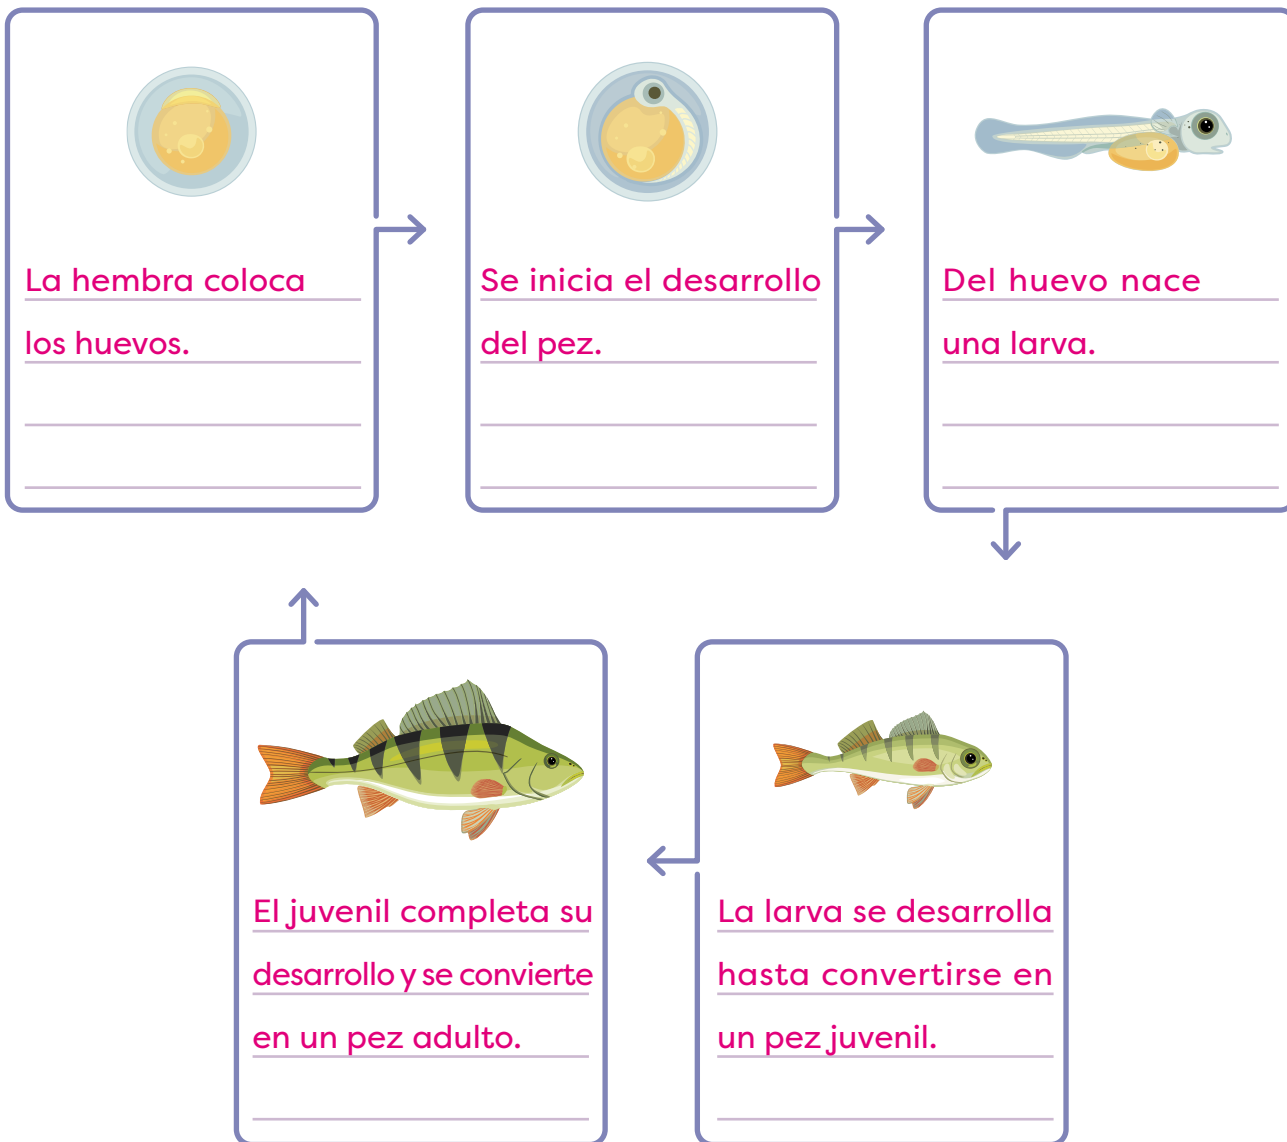 La hembra coloca
los huevos.
Se inicia el desarrollo
del pez.
Del huevo nace
una larva.
La larva se desarrolla
hasta convertirse en
un pez juvenil.
El juvenil completa su
desarrollo y se convierte
en un pez adulto.